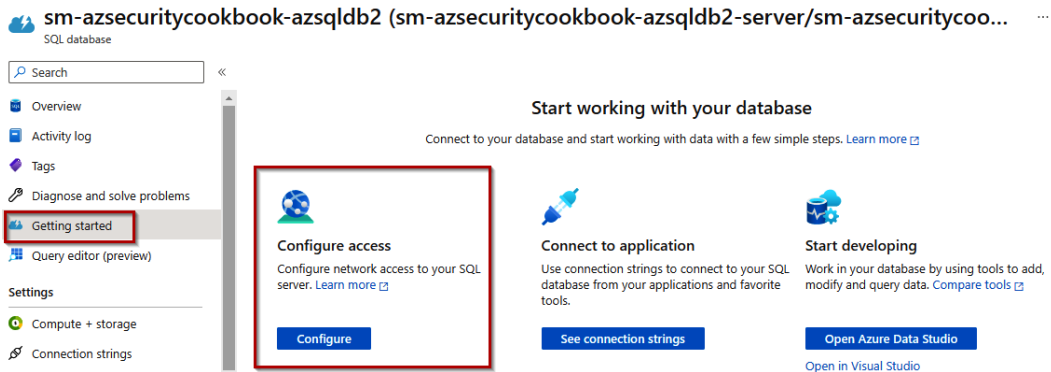 sm-azsecuritycookbook-azsqldb2 (sm-azsecuritycookbook-azsqldb2-server/sm-azsecuritycoo...
...
SQL database
Search
«
Overview
Activity log
Tags
Diagnose and solve problems
Getting started
Query editor (preview)
Settings
Compute + storage
Connection strings
Start working with your database
Connect to your database and start working with data with a few simple steps. Learn more
Configure access
Configure network access to your SQL
server. Learn more
Configure
Connect to application
Use connection strings to connect to your SQL
database from your applications and favorite
tools.
See connection strings
Start developing
Work in your database by using tools to add,
modify and query data. Compare tools
Open Azure Data Studio
Open in Visual Studio